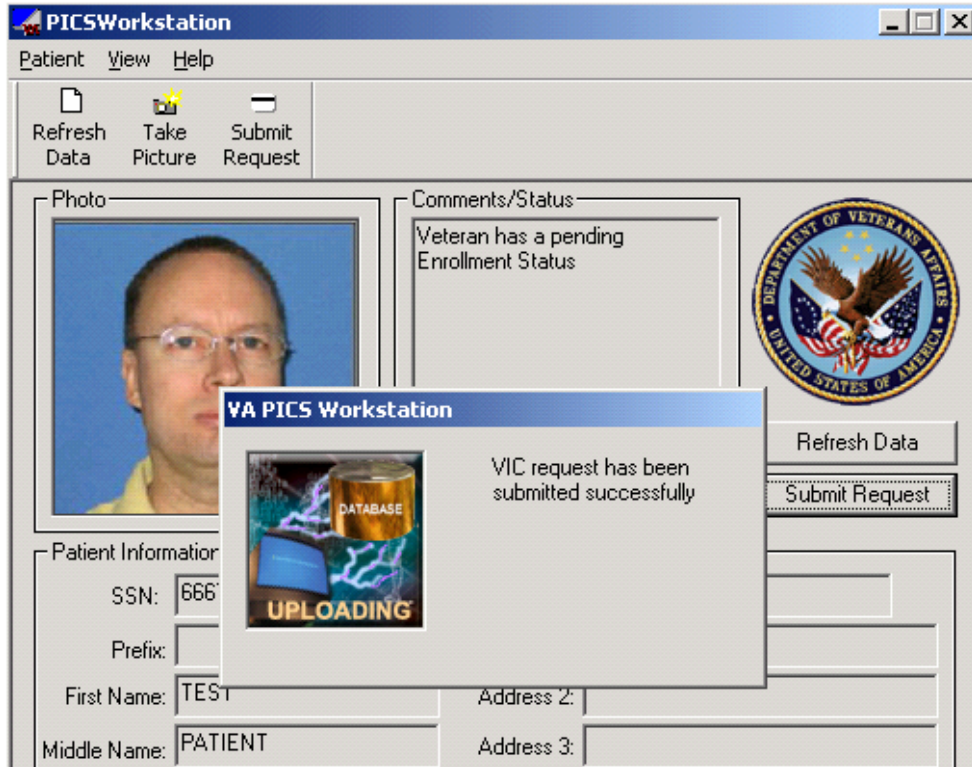 PICSWorkstation
Patient View Help
Refresh Data
Take Picture
Submit Request
Photo
Comments/Status
Veteran has a pending
Enrollment Status
DEPARTMENT OF VETERANS AFFAIRS
UNITED STATES OF AMERICA
Refresh Data
Submit Request
VA PICS Workstation
DATABASE
UPLOADING
VIC request has been
submitted successfully
Patient Information
SSN: 666
Prefix:
First Name: TEST
Address 2:
Middle Name: PATIENT
Address 3: